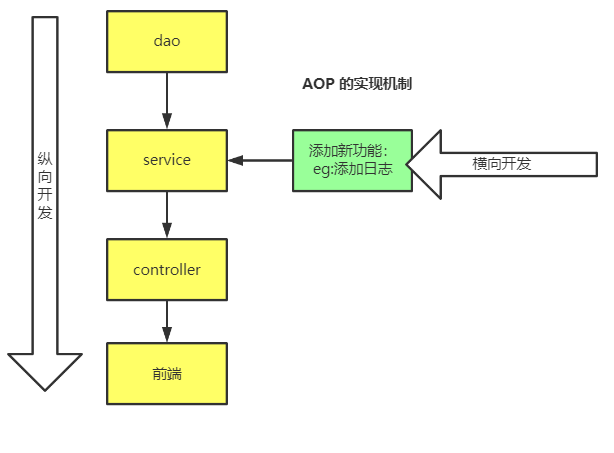 dao
AOP 的实现机制
纵向开发
service
添加新功能：
eg:添加日志
横向开发
controller
前端